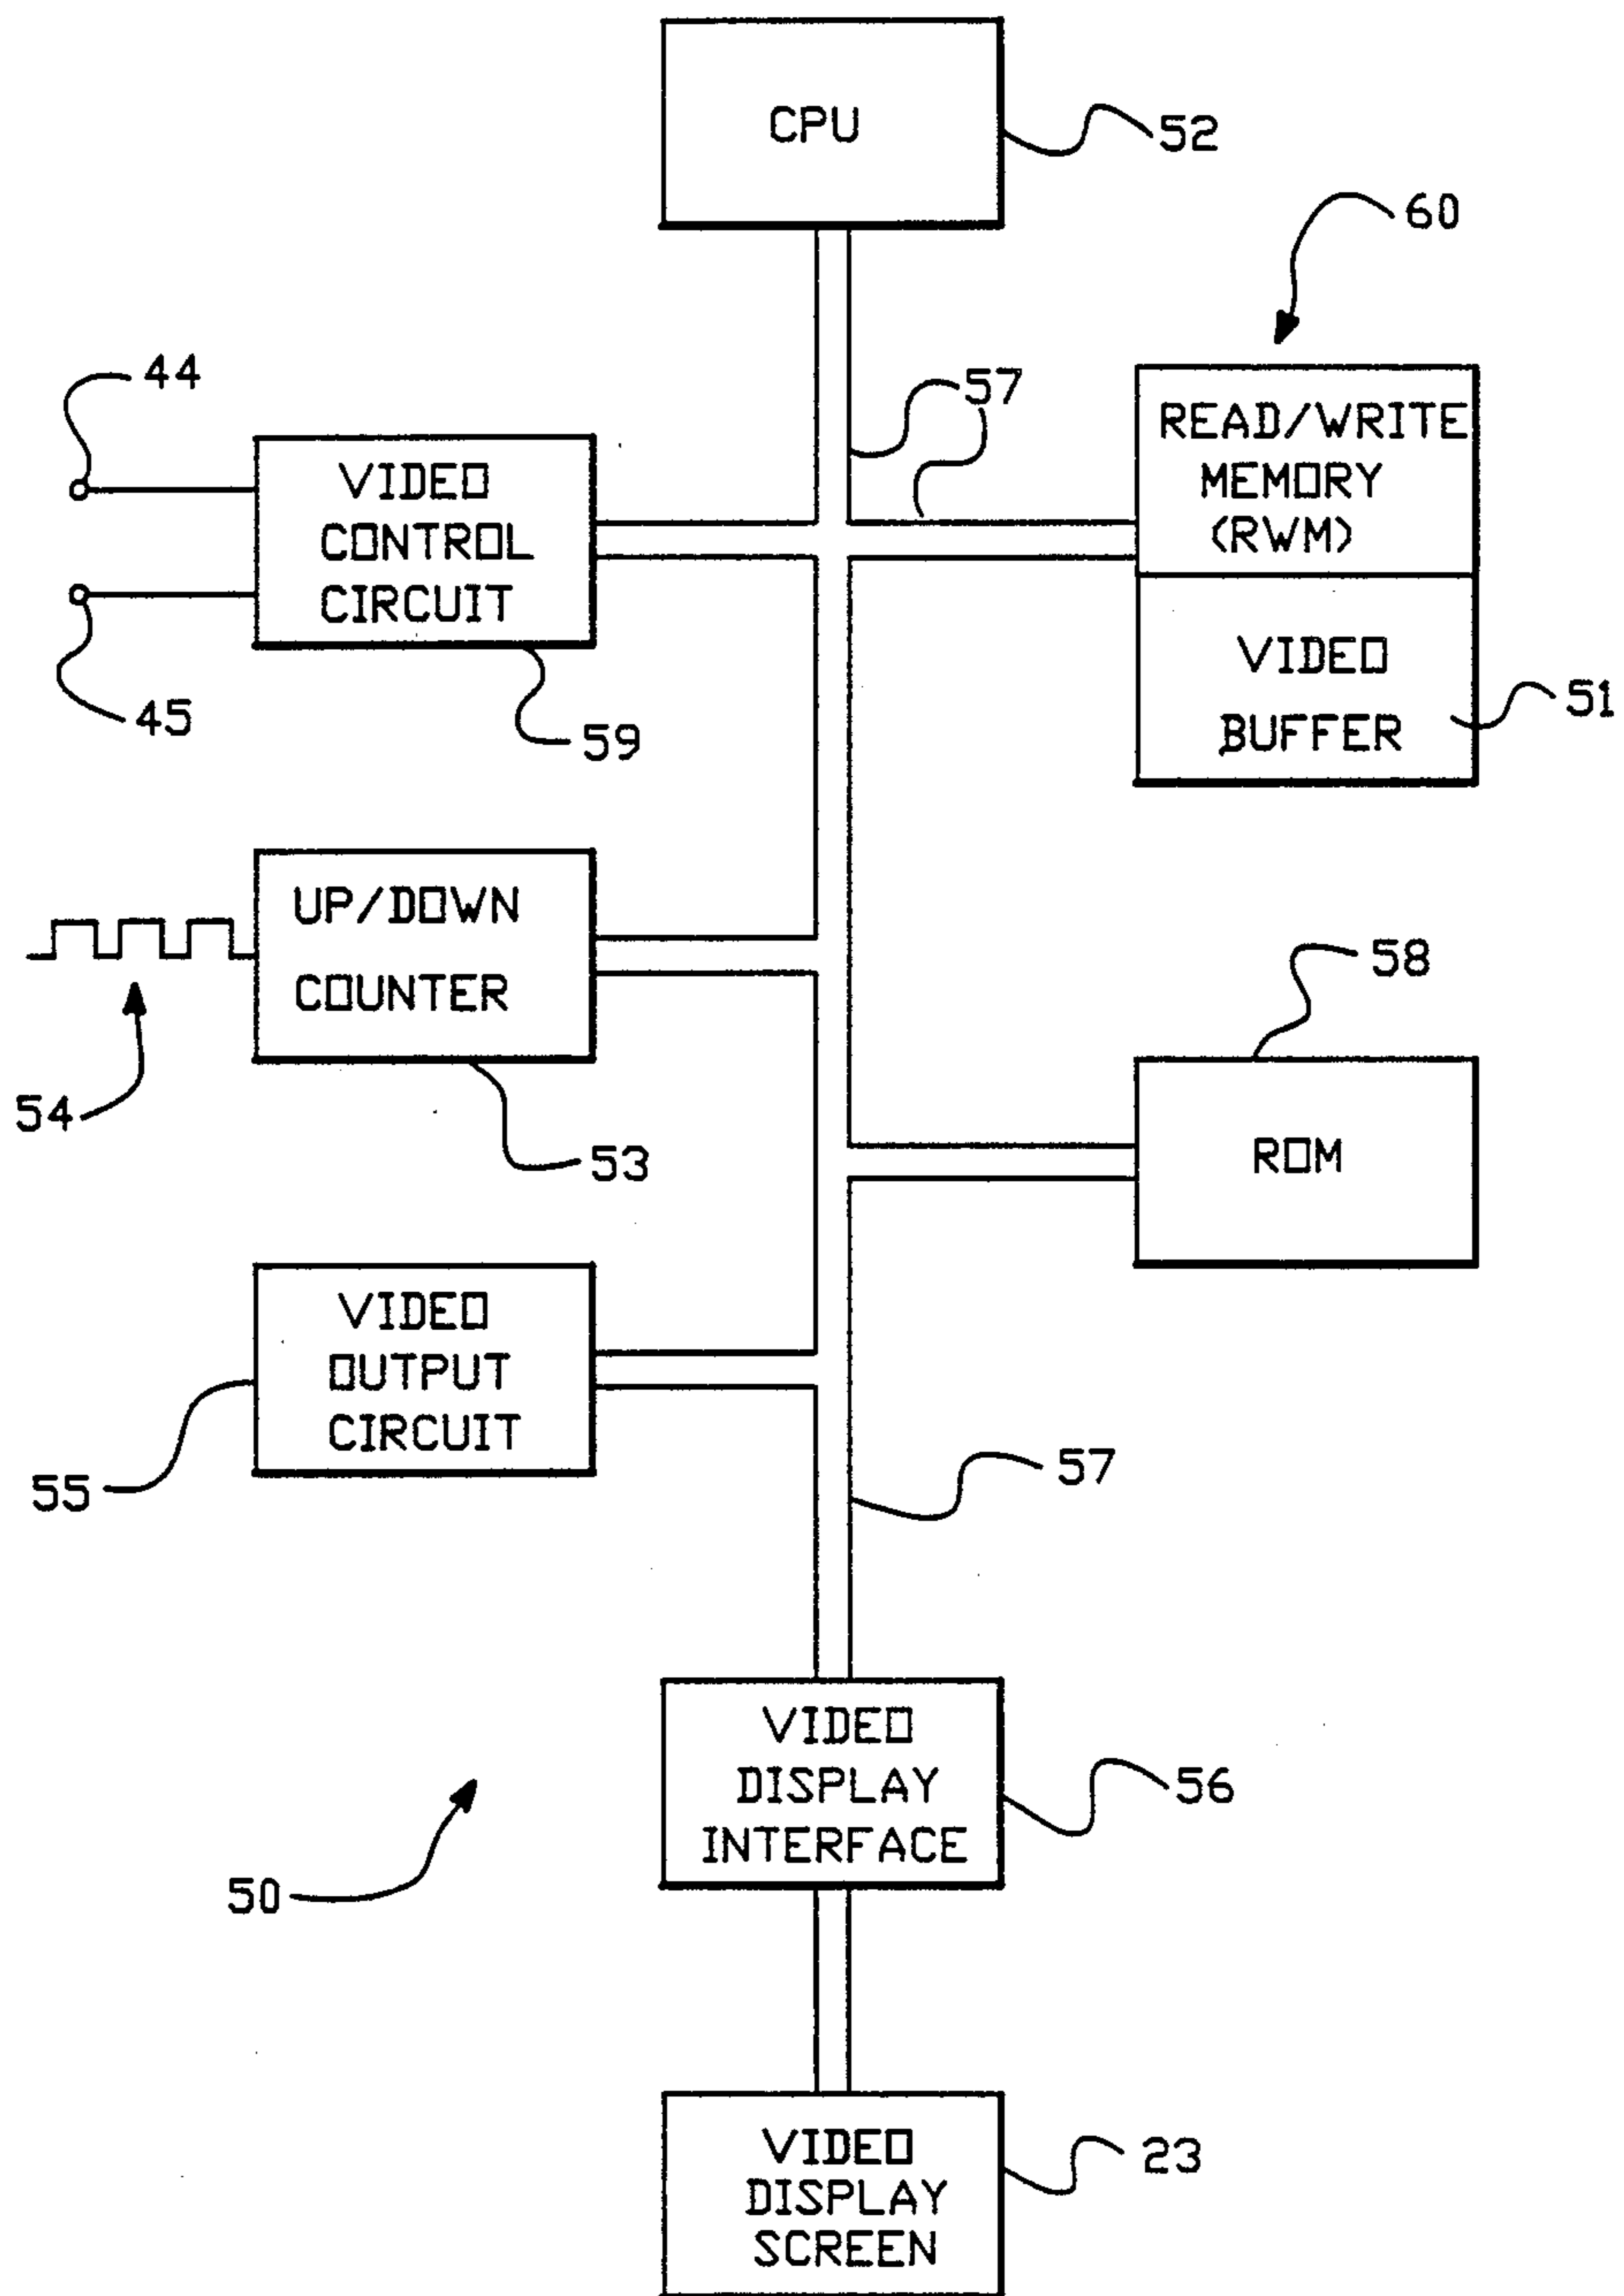 CPU
52
60
44
57
READ/WRITE
MEMORY
(RWM)
VIDEO
CONTROL
CIRCUIT
VIDEO
BUFFER
51
45
59
UP/DOWN
COUNTER
58
54
53
ROM
VIDEO
OUTPUT
CIRCUIT
57
55
VIDEO
DISPLAY
INTERFACE
56
50
VIDEO
DISPLAY
SCREEN
23